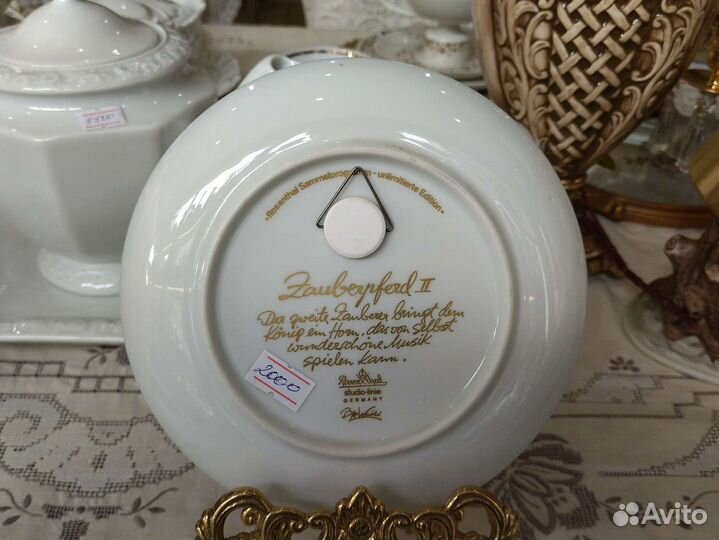 5500
"Rosenthal Sammelprogramm - unlimitierte Edition"
Zauberpferd II
Der zweite Zauberer bringt dem
König ein Horn, das von selbst
wunderschöne Musik
spielen kann.
2000
Rosenthal
studio-linie
GERMANY
Avito